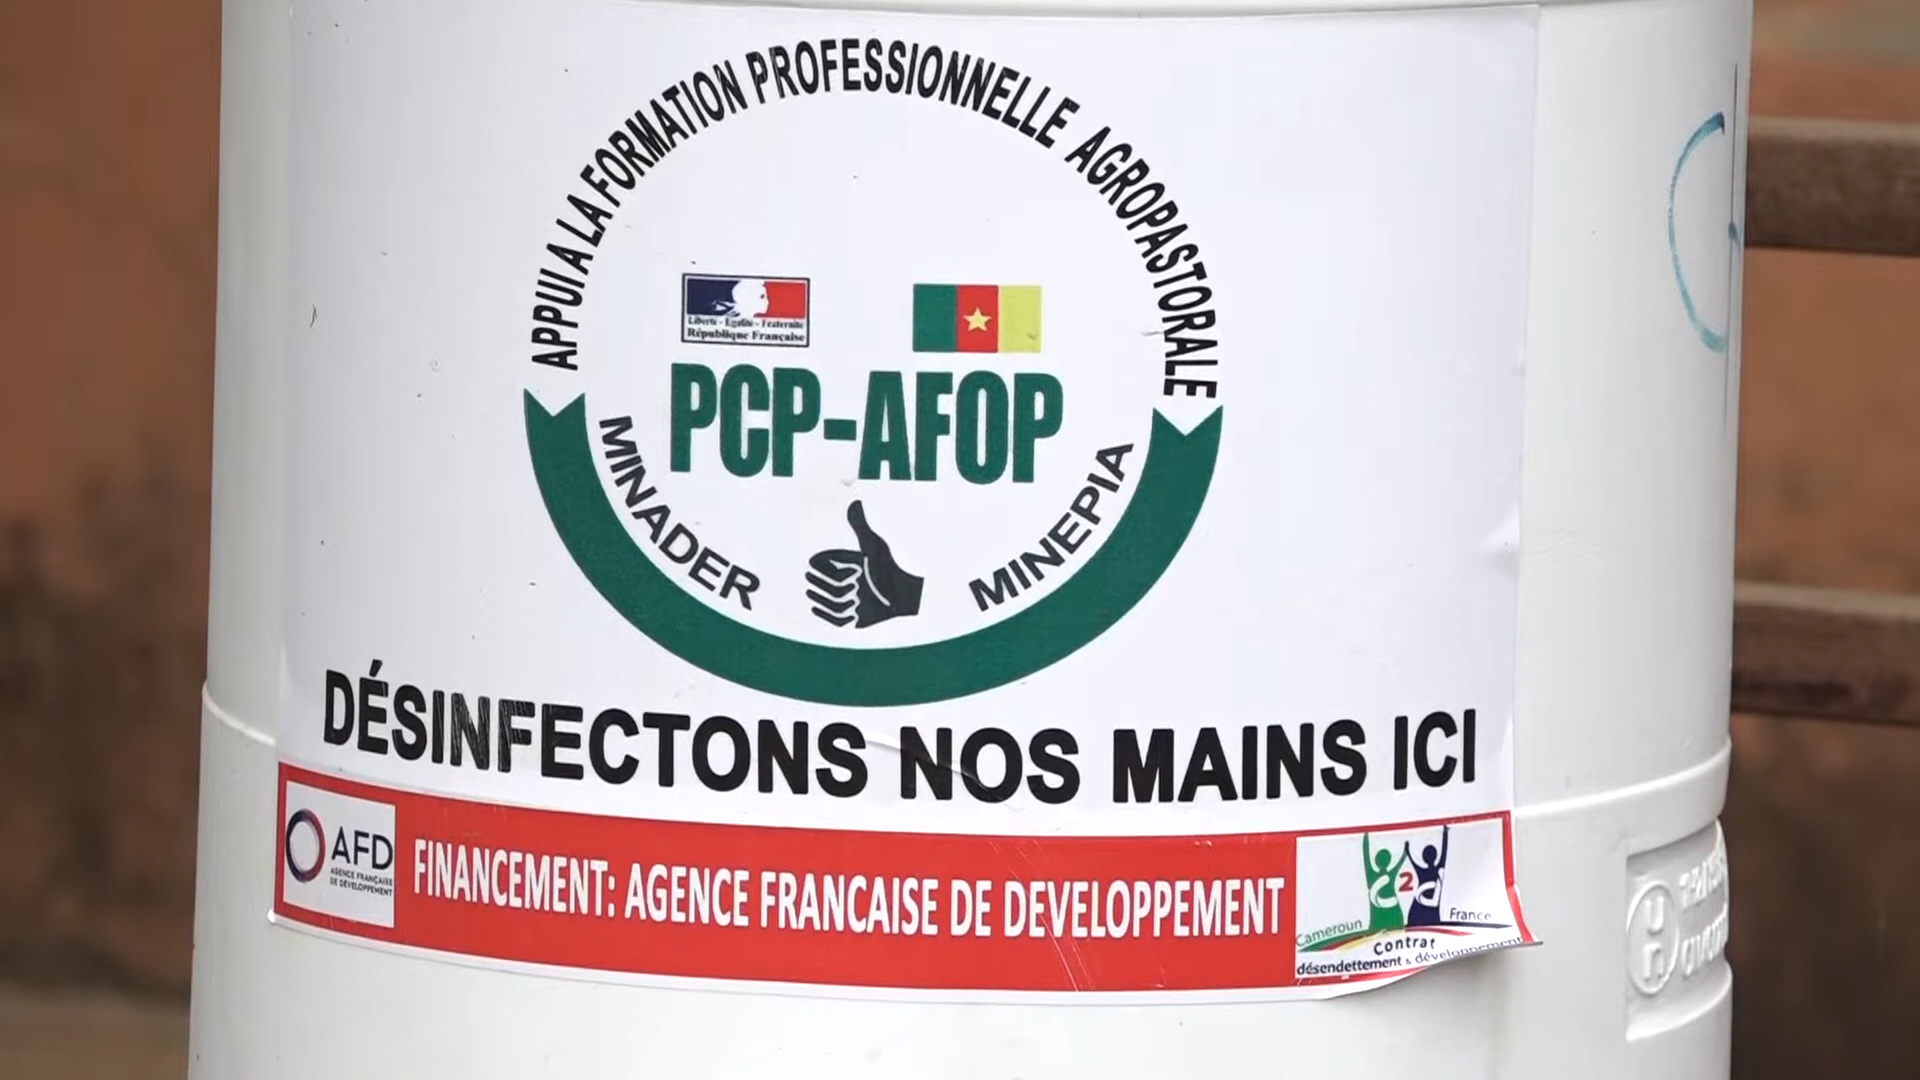 APPUI A LA FORMATION PROFESSIONNELLE AGROPASTORALE
Liberté - Egalité - Fraternité
République Française
PCP-AFOP
MINADER
MINEPIA
DÉSINFECTONS NOS MAINS ICI
AFD
AGENCE FRANÇAISE
DE DÉVELOPPEMENT
FINANCEMENT: AGENCE FRANCAISE DE DEVELOPPEMENT
C2D
Cameroun
France
Contrat
désendettement & développement